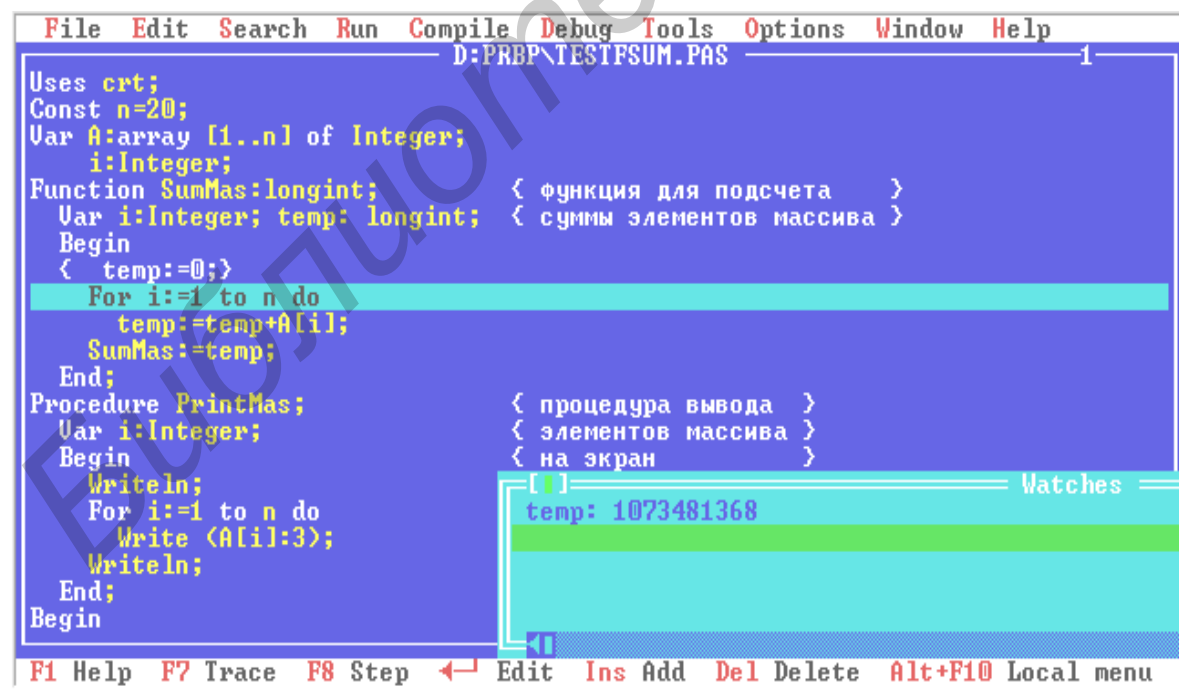 File Edit Search Run Compile Debug Tools Options Window Help
D:PRBP\TESTFSUM.PAS 1
Uses crt;
Const n=20;
Var A:array [1..n] of Integer;
i:Integer;
Function SumMas:longint; { функция для подсчета }
Var i:Integer; temp: longint; { суммы элементов массива }
Begin
{ temp:=0;}
For i:=1 to n do
temp:=temp+A[i];
SumMas:=temp;
End;
Procedure PrintMas; { процедура вывода }
Var i:Integer; { элементов массива }
Begin { на экран }
Writeln;
For i:=1 to n do
Write (A[i]:3);
Writeln;
End;
Begin
Watches
temp: 1073481368
F1 Help F7 Trace F8 Step ←┘ Edit Ins Add Del Delete Alt+F10 Local menu